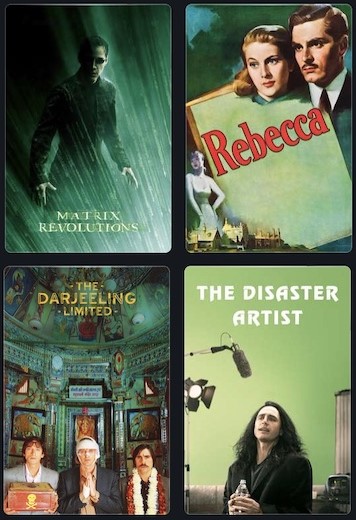 MATRIX
REVOLUTIONS
Rebecca
THE
DARJEELING
LIMITED
THE DISASTER
ARTIST